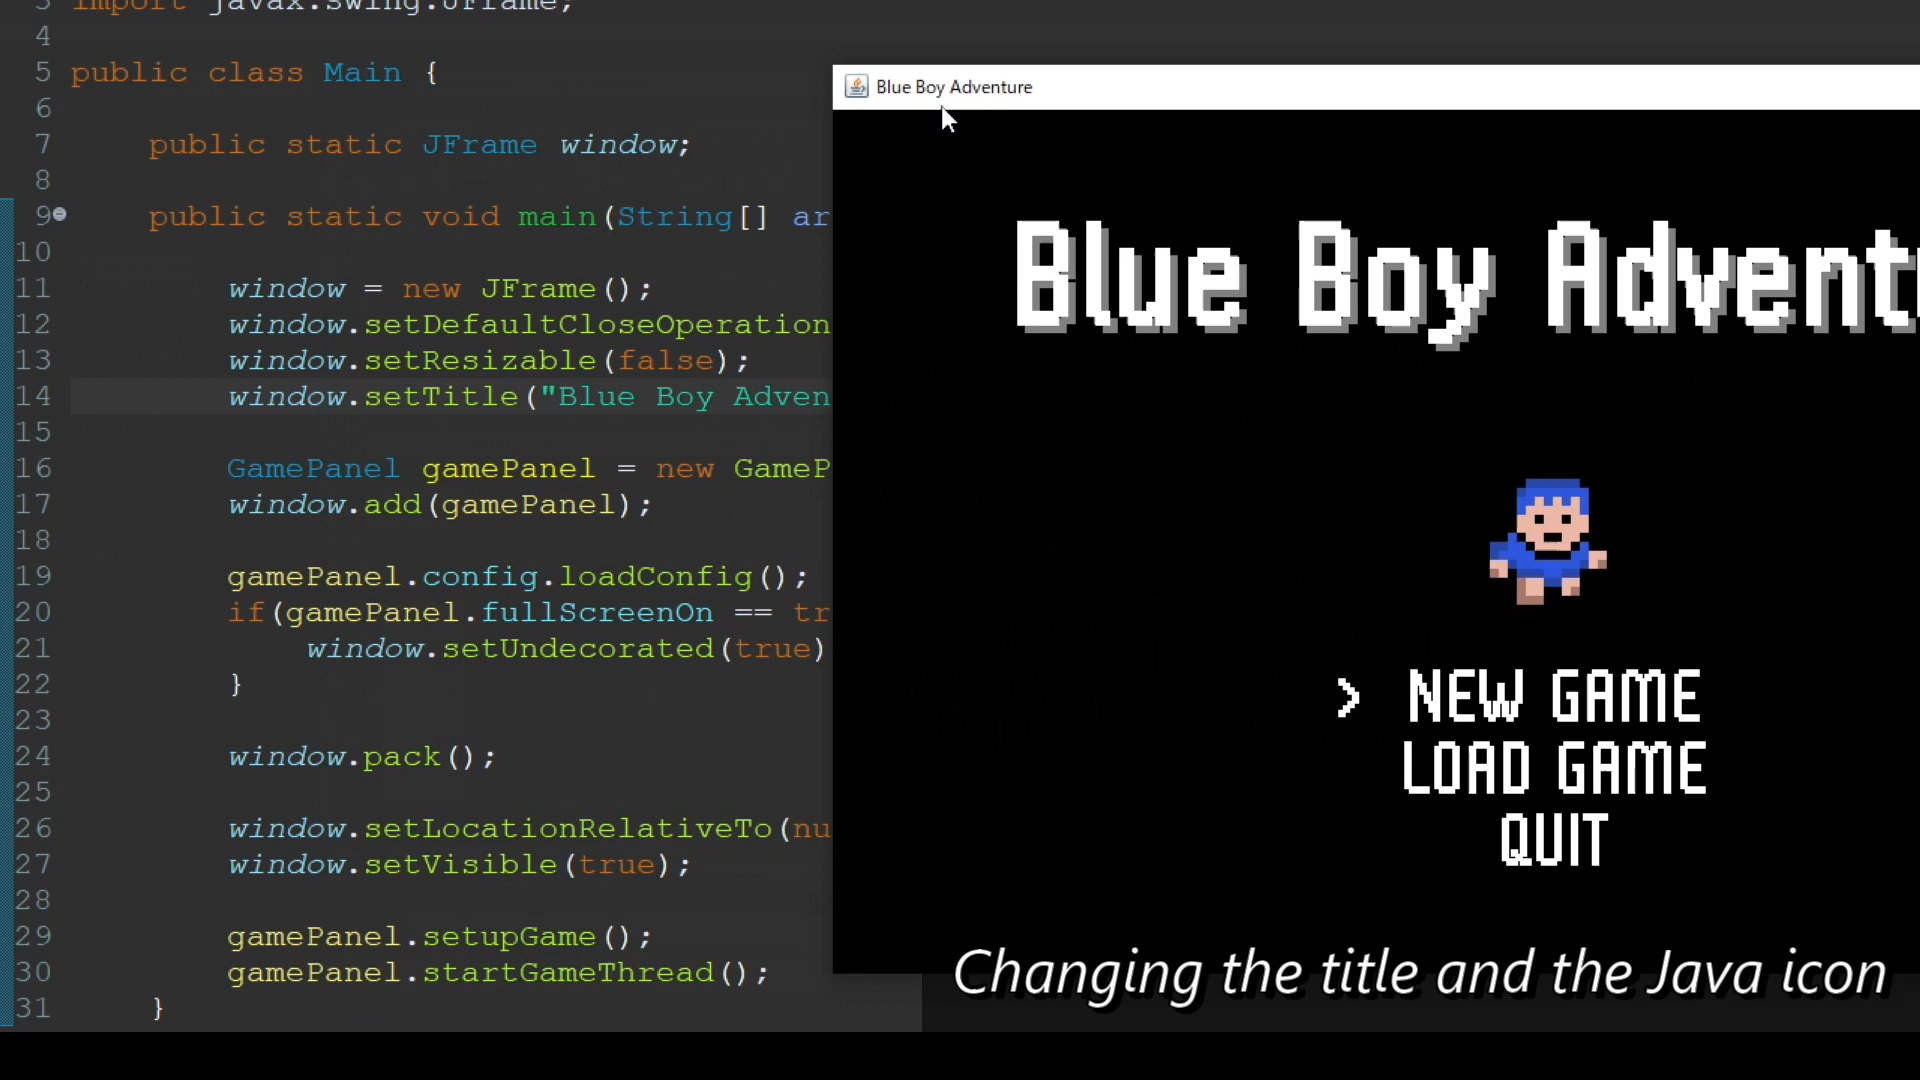 3 import javax.swing.JFrame;
4
5 public class Main {
6
7 public static JFrame window;
8
9 public static void main(String[] ar
10
11 window = new JFrame();
12 window.setDefaultCloseOperation
13 window.setResizable(false);
14 window.setTitle("Blue Boy Adven
15
16 GamePanel gamePanel = new GameP
17 window.add(gamePanel);
18
19 gamePanel.config.loadConfig();
20 if(gamePanel.fullScreenOn == tr
21 window.setUndecorated(true)
22 }
23
24 window.pack();
25
26 window.setLocationRelativeTo(nu
27 window.setVisible(true);
28
29 gamePanel.setupGame();
30 gamePanel.startGameThread();
31 }
Blue Boy Adventure
Blue Boy Advent
> NEW GAME
LOAD GAME
QUIT
Changing the title and the Java icon